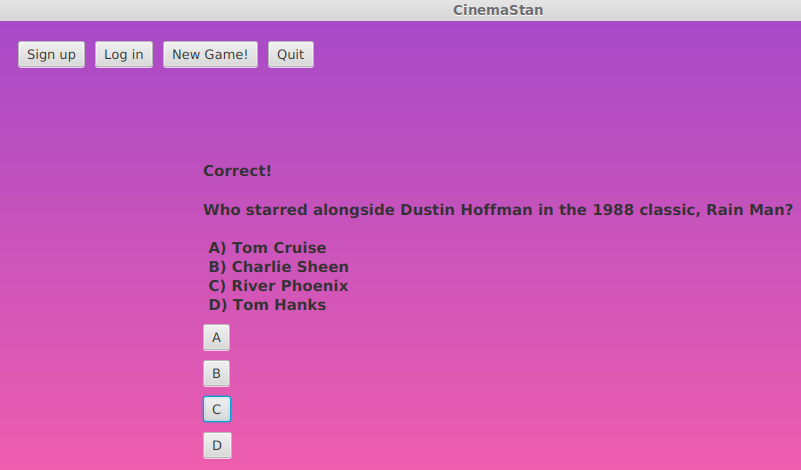 CinemaStan
Sign up Log in New Game! Quit
Correct!
Who starred alongside Dustin Hoffman in the 1988 classic, Rain Man?
A) Tom Cruise
B) Charlie Sheen
C) River Phoenix
D) Tom Hanks
A
B
C
D